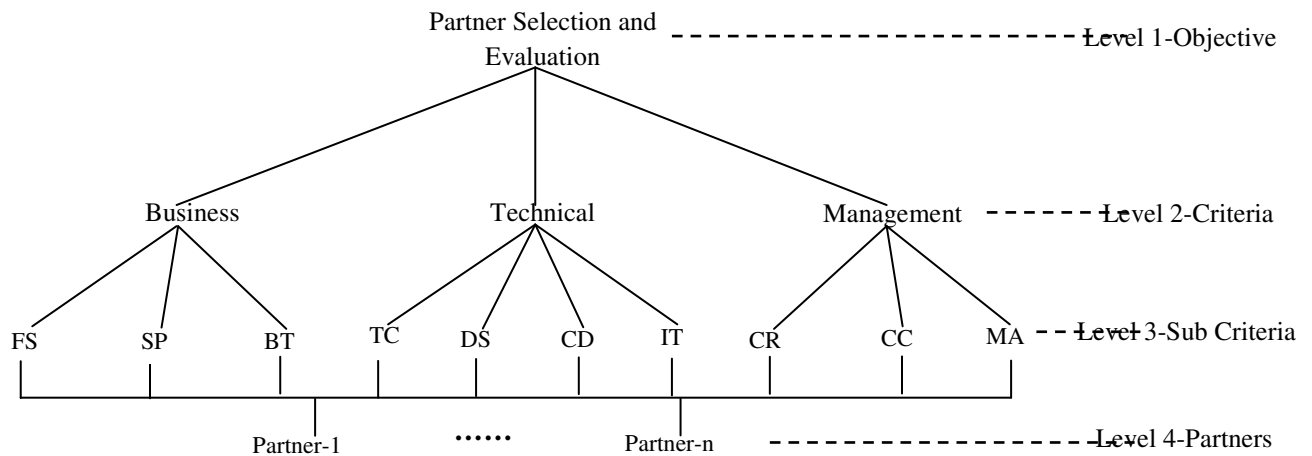 Partner Selection and
Evaluation
Level 1-Objective
Business
Technical
Management
Level 2-Criteria
FS
SP
BT
TC
DS
CD
IT
CR
CC
MA
Level 3-Sub Criteria
Partner-1
......
Partner-n
Level 4-Partners